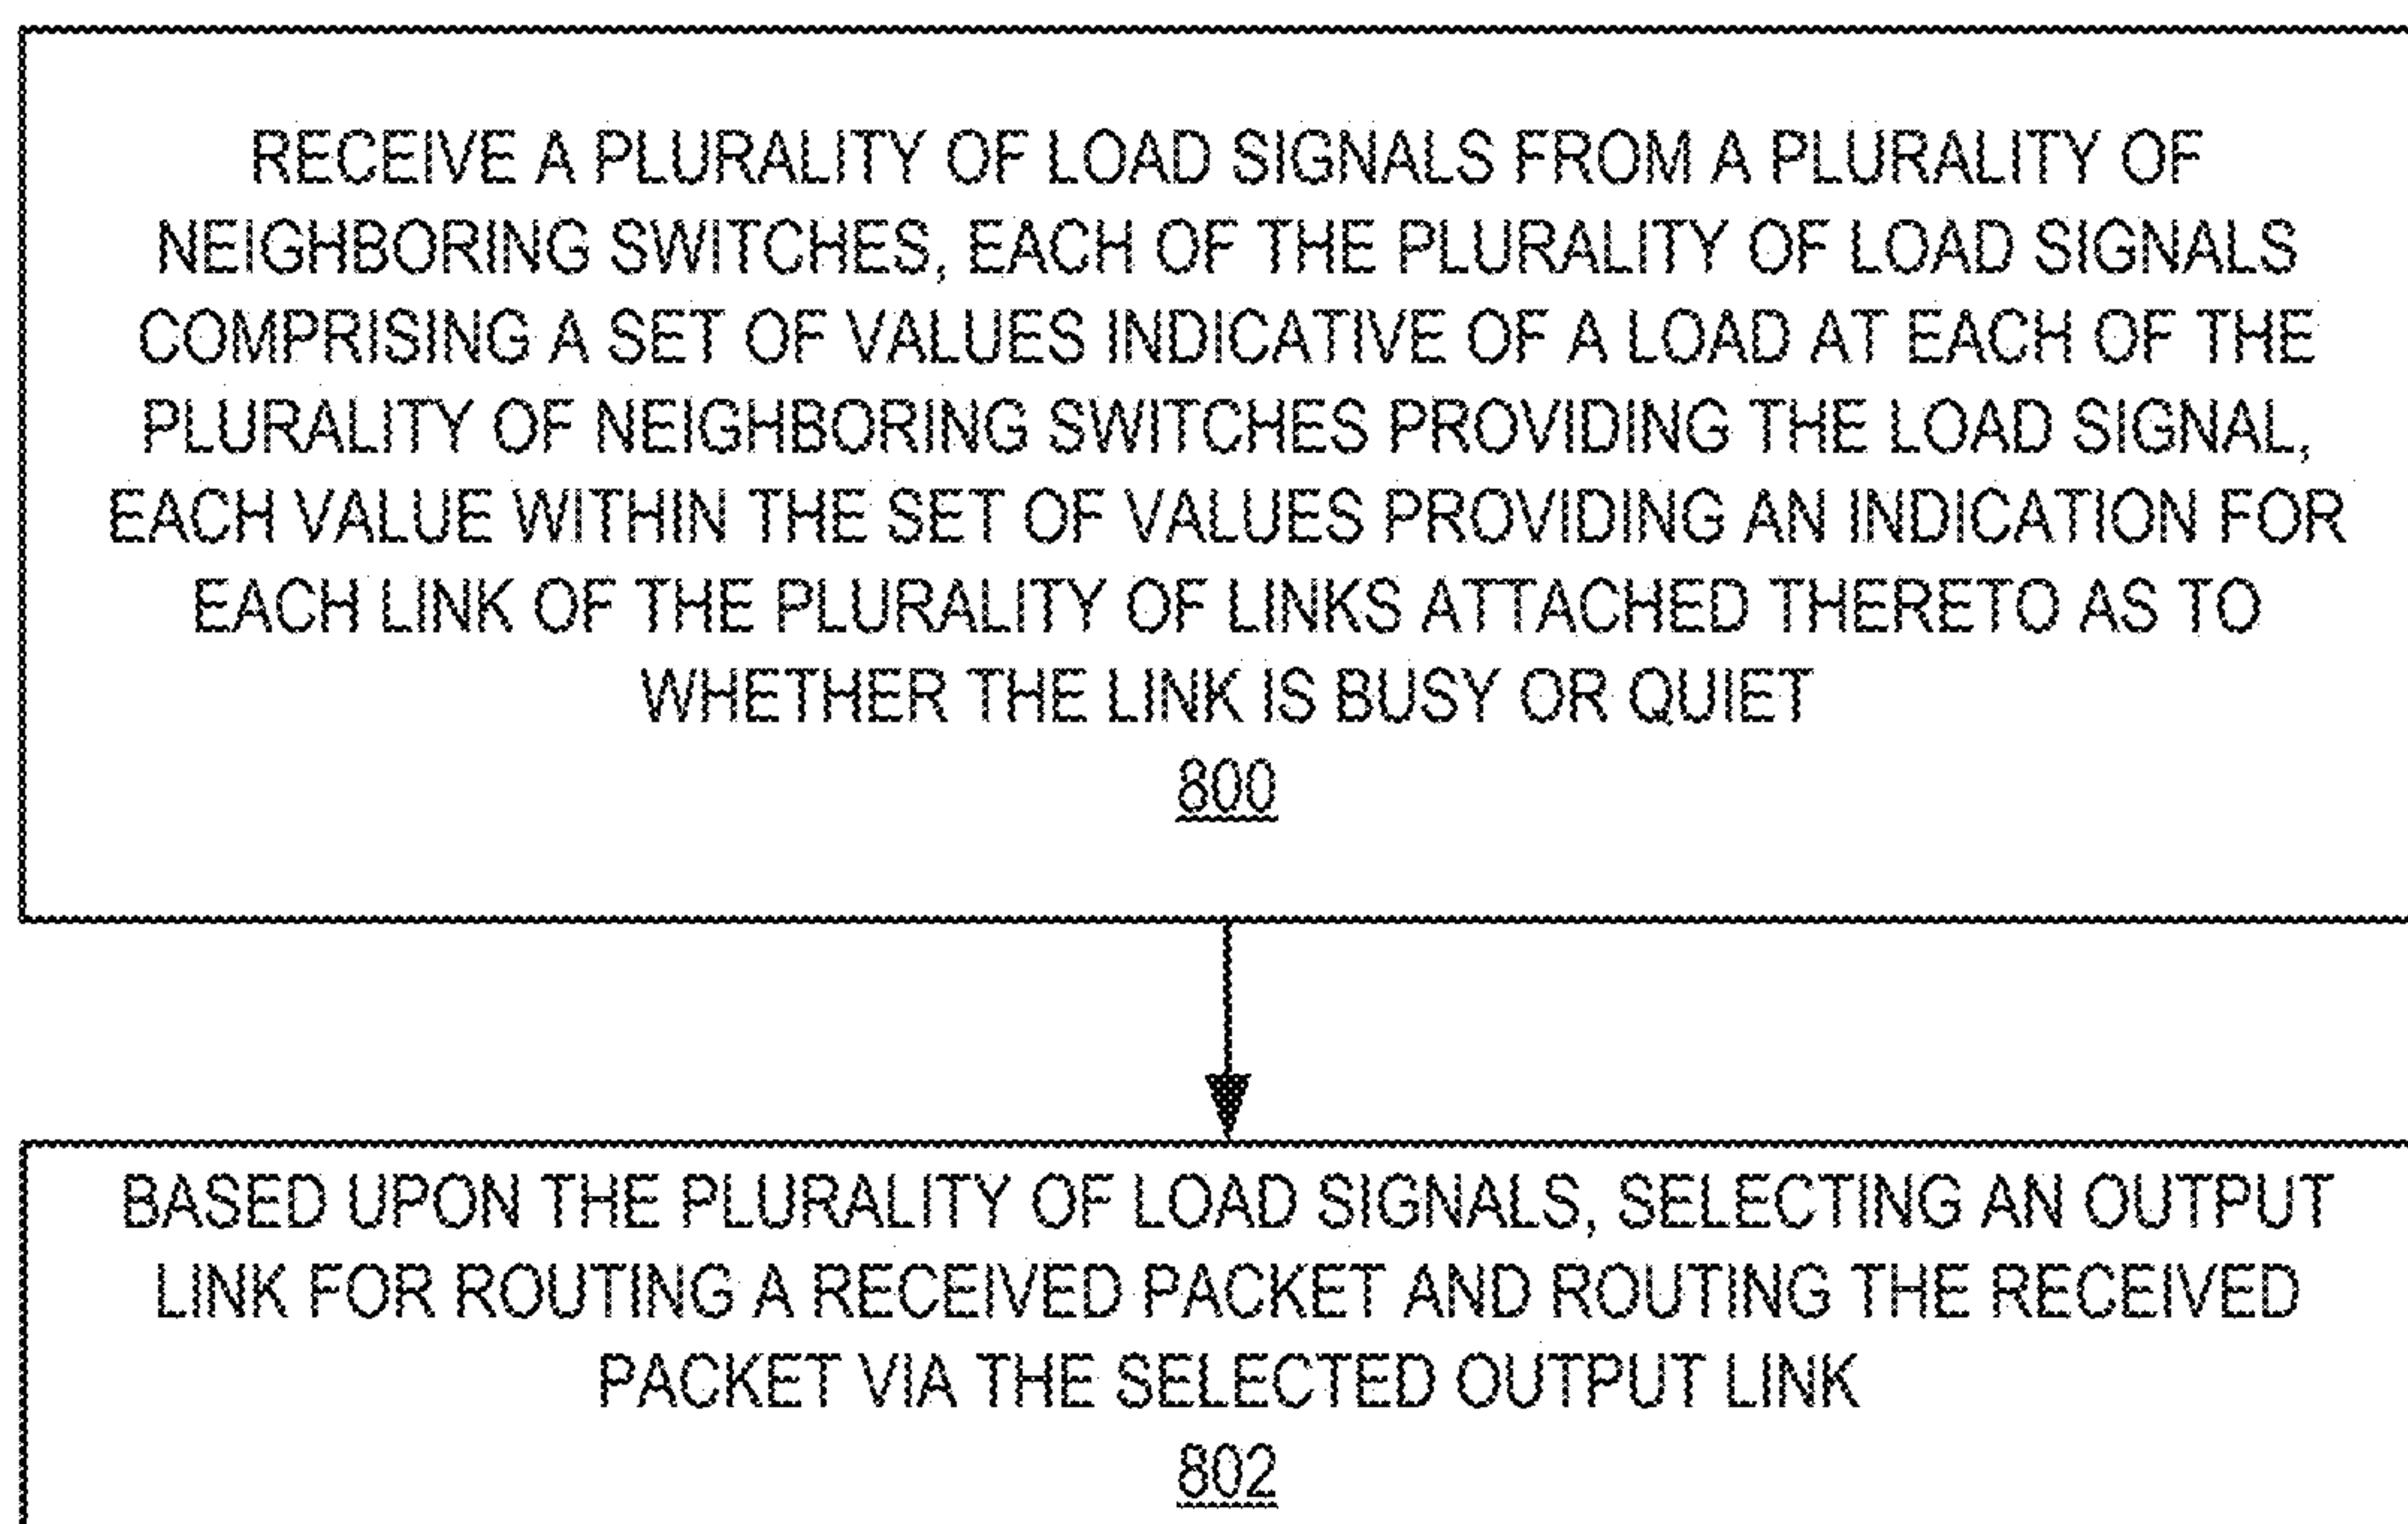 RECEIVE A PLURALITY OF LOAD SIGNALS FROM A PLURALITY OF
NEIGHBORING SWITCHES, EACH OF THE PLURALITY OF LOAD SIGNALS
COMPRISING A SET OF VALUES INDICATIVE OF A LOAD AT EACH OF THE
PLURALITY OF NEIGHBORING SWITCHES PROVIDING THE LOAD SIGNAL,
EACH VALUE WITHIN THE SET OF VALUES PROVIDING AN INDICATION FOR
EACH LINK OF THE PLURALITY OF LINKS ATTACHED THERETO AS TO
WHETHER THE LINK IS BUSY OR QUIET
800
BASED UPON THE PLURALITY OF LOAD SIGNALS, SELECTING AN OUTPUT
LINK FOR ROUTING A RECEIVED PACKET AND ROUTING THE RECEIVED
PACKET VIA THE SELECTED OUTPUT LINK
802